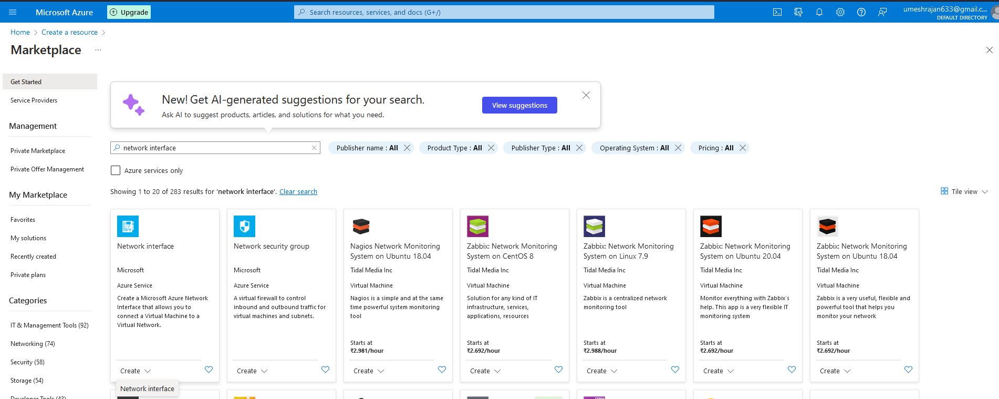 Microsoft Azure
Upgrade
Search resources, services, and docs (G+/)
umeshrajan633@gmail.c...
DEFAULT DIRECTORY
Home
Create a resource
Marketplace
...
Get Started
Service Providers
Management
Private Marketplace
Private Offer Management
My Marketplace
Favorites
My solutions
Recently created
Private plans
Categories
IT & Management Tools (92)
Networking (74)
Security (58)
Storage (54)
Developer Tools (43)
New! Get AI-generated suggestions for your search.
Ask AI to suggest products, articles, and solutions for what you need.
View suggestions
network interface
Publisher name : All
Product Type : All
Publisher Type : All
Operating System : All
Pricing : All
Azure services only
Showing 1 to 20 of 283 results for 'network interface'. Clear search
Tile view
Network interface
Microsoft
Azure Service
Create a Microsoft Azure Network
Interface that allows you to
connect a Virtual Machine to a
Virtual Network.
Create
Network interface
Network security group
Microsoft
Azure Service
A virtual firewall to control
inbound and outbound traffic for
virtual machines and subnets.
Create
Nagios Network Monitoring
System on Ubuntu 18.04
Tidal Media Inc
Virtual Machine
Nagios is a simple and at the same
time powerful system monitoring
tool
Starts at
₹2.981/hour
Create
Zabbix: Network Monitoring
System on CentOS 8
Tidal Media Inc
Virtual Machine
Solution for any kind of IT
infrastructure, services,
applications, resources
Starts at
₹2.692/hour
Create
Zabbix: Network Monitoring
System on Linux 7.9
Tidal Media Inc
Virtual Machine
Zabbix is a centralized network
monitoring tool
Starts at
₹2.988/hour
Create
Zabbix: Network Monitoring
System on Ubuntu 20.04
Tidal Media Inc
Virtual Machine
Monitor everything with Zabbix's
help. This app is a very flexible IT
monitoring system
Starts at
₹2.692/hour
Create
Zabbix: Network Monitoring
System on Ubuntu 18.04
Tidal Media Inc
Virtual Machine
Zabbix is a very useful, flexible and
powerful tool that helps you
monitor your network
Starts at
₹2.692/hour
Create